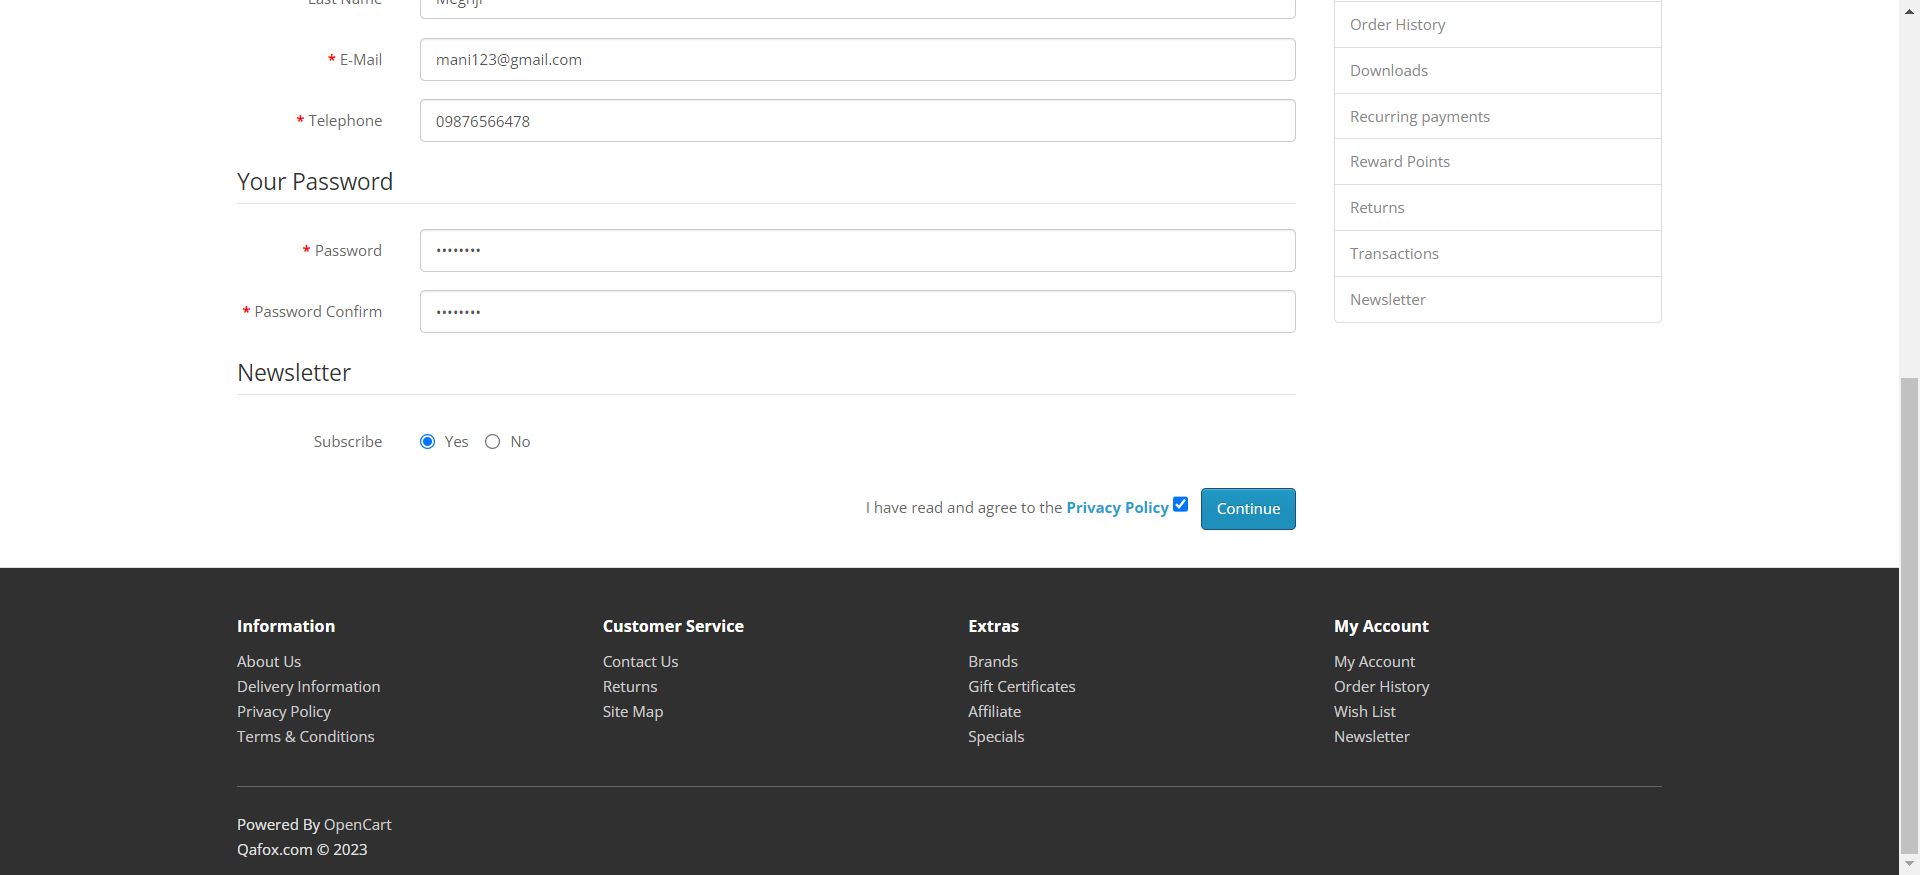 * E-Mail
mani123@gmail.com
* Telephone
09876566478
Your Password
* Password
••••••••
* Password Confirm
••••••••
Newsletter
Subscribe
Yes No
I have read and agree to the Privacy Policy
Continue
Order History
Downloads
Recurring payments
Reward Points
Returns
Transactions
Newsletter
Information
About Us
Delivery Information
Privacy Policy
Terms & Conditions
Customer Service
Contact Us
Returns
Site Map
Extras
Brands
Gift Certificates
Affiliate
Specials
My Account
My Account
Order History
Wish List
Newsletter
Powered By OpenCart
Qafox.com © 2023